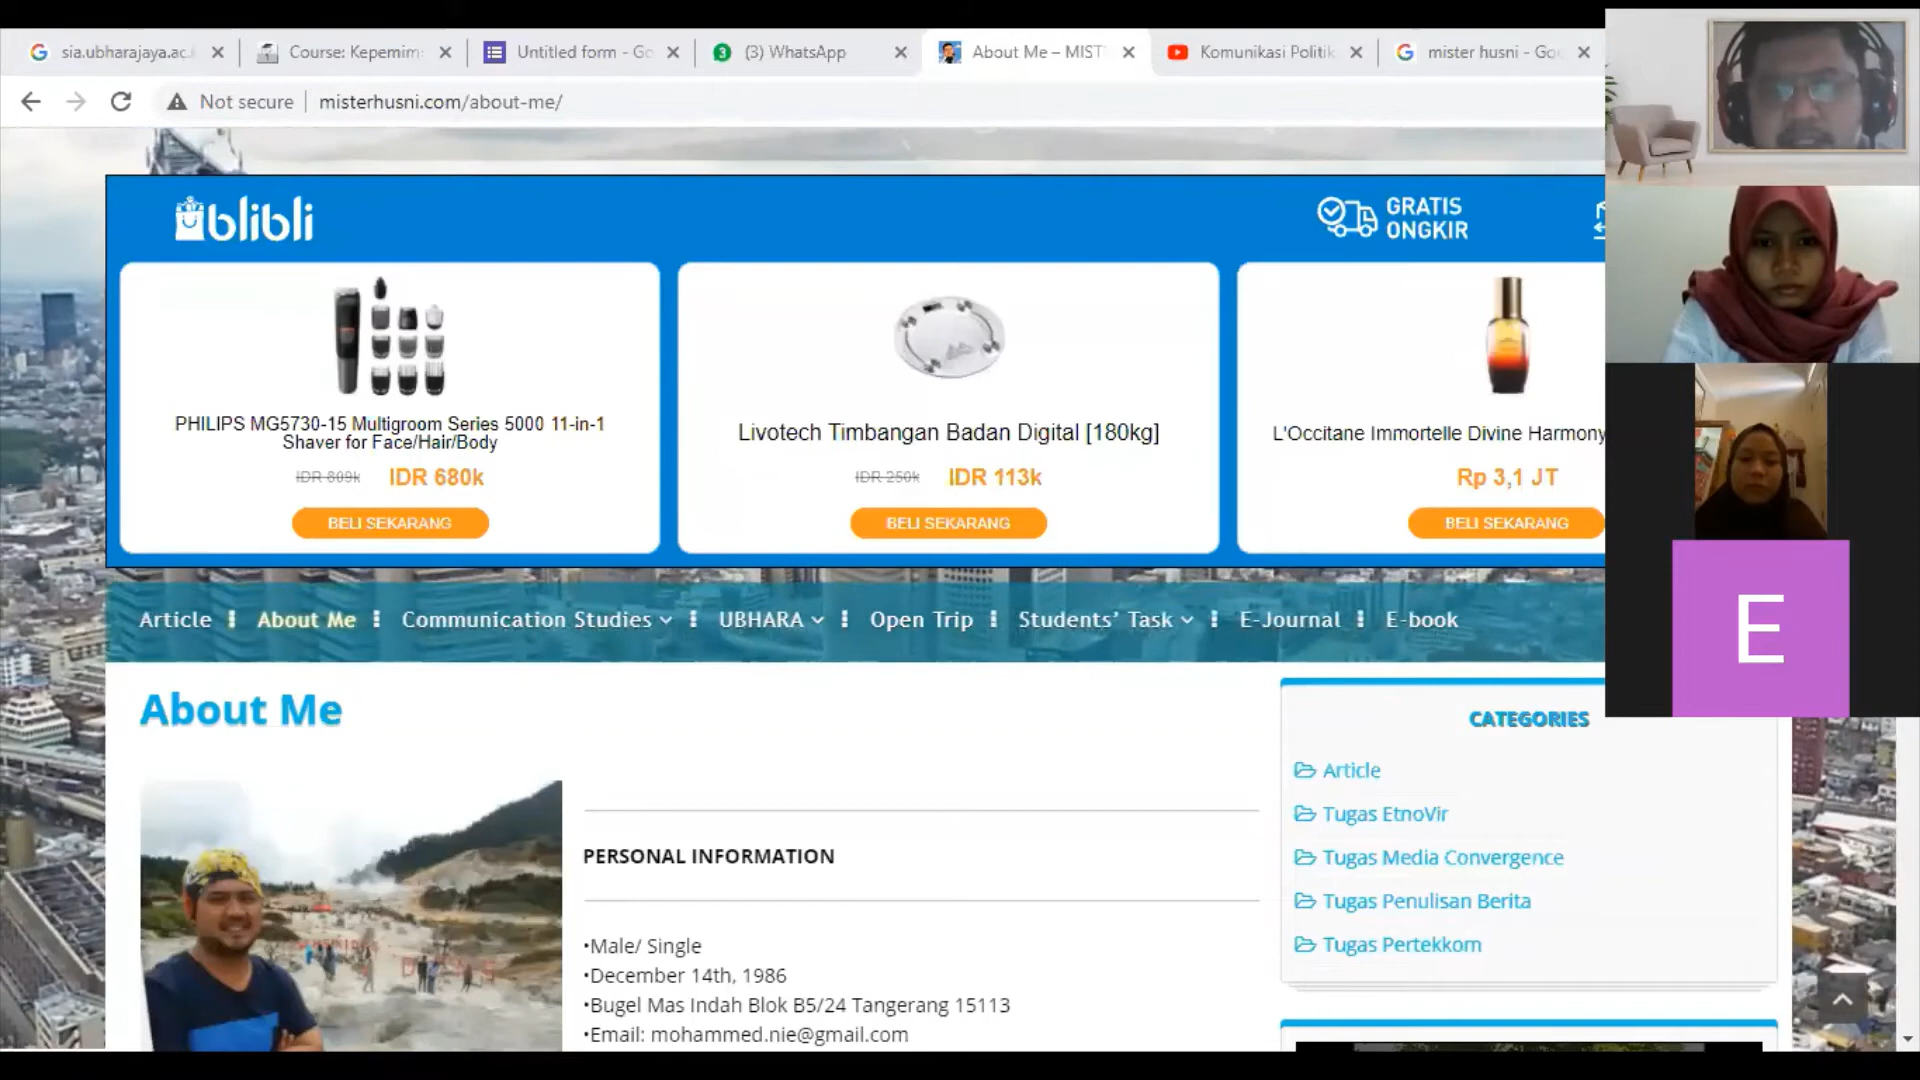 sia.ubharajaya.ac.i
Course: Kepemim
Untitled form - Go
(3) WhatsApp
About Me – MIST
Komunikasi Politik
mister husni - Goo
Not secure
misterhusni.com/about-me/
blibli
GRATIS
ONGKIR
PHILIPS MG5730-15 Multigroom Series 5000 11-in-1
Shaver for Face/Hair/Body
IDR 809k IDR 680k
BELI SEKARANG
Livotech Timbangan Badan Digital [180kg]
IDR 250k IDR 113k
BELI SEKARANG
L'Occitane Immortelle Divine Harmony
Rp 3,1 JT
BELI SEKARANG
E
Article About Me Communication Studies UBHARA Open Trip Students’ Task E-Journal E-book
About Me
PERSONAL INFORMATION
•Male/ Single
•December 14th, 1986
•Bugel Mas Indah Blok B5/24 Tangerang 15113
•Email: mohammed.nie@gmail.com
CATEGORIES
Article
Tugas EtnoVir
Tugas Media Convergence
Tugas Penulisan Berita
Tugas Pertekkom